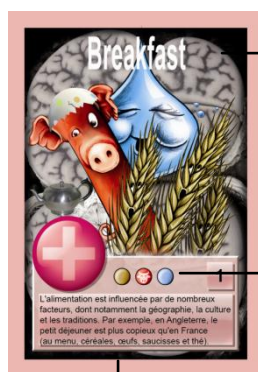 Breakfast
1
L'alimentation est influencée par de nombreux
facteurs, dont notamment la géographie, la culture
et les traditions. Par exemple, en Angleterre, le
petit déjeuner est plus copieux qu'en France
(au menu, céréales, œufs, saucisses et thé).